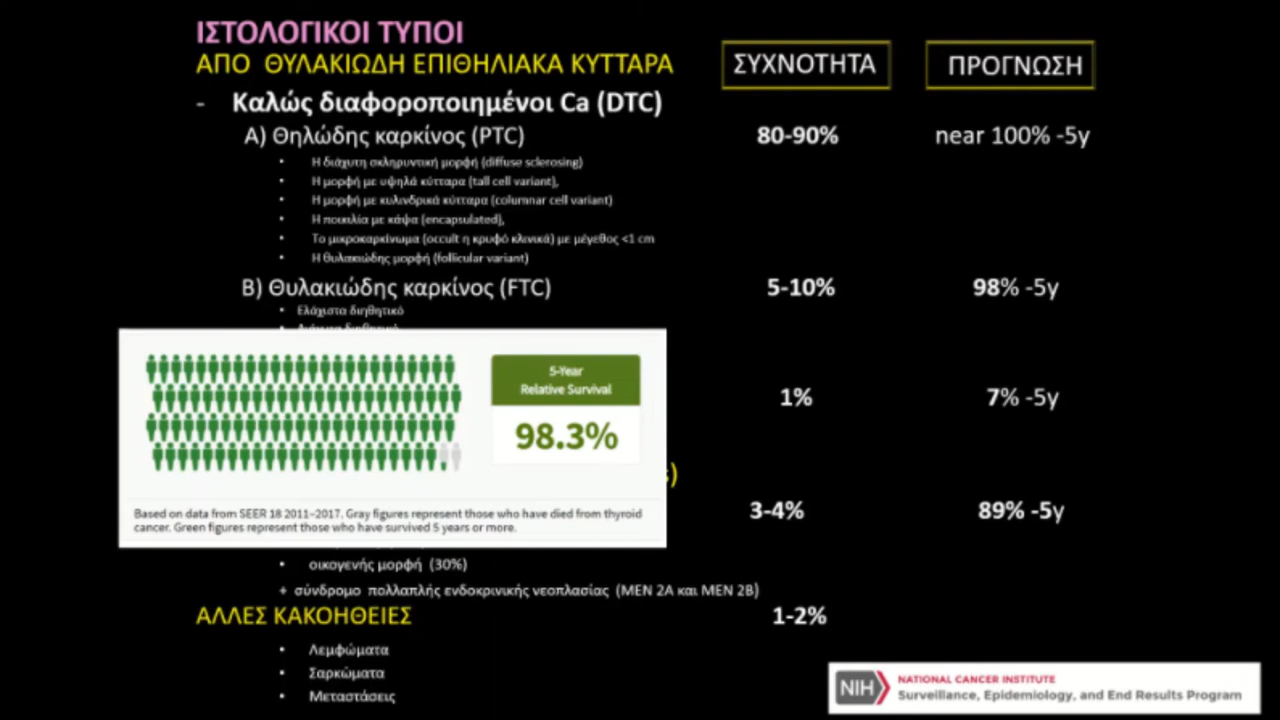 ΙΣΤΟΛΟΓΙΚΟΙ ΤΥΠΟΙ
ΑΠΟ ΘΥΛΑΚΙΩΔΗ ΕΠΙΘΗΛΙΑΚΑ ΚΥΤΤΑΡΑ ΣΥΧΝΟΤΗΤΑ ΠΡΟΓΝΩΣΗ
- Καλώς διαφοροποιημένοι Ca (DTC)
Α) Θηλώδης καρκίνος (PTC) 80-90% near 100% -5y
• Η διάχυτη σκληρυντική μορφή (diffuse sclerosing)
• Η μορφή με υψηλά κύτταρα (tall cell variant),
• Η μορφή με κυλινδρικά κύτταρα (columnar cell variant)
• Η ποικιλία με κάψα (encapsulated),
• Το μικροκαρκίνωμα (occult η κρυφό κλινικά) με μέγεθος <1 cm
• Η θυλακιώδης μορφή (follicular variant)
Β) Θυλακιώδης καρκίνος (FTC) 5-10% 98% -5y
• Ελάχιστα διηθητικό
5-Year
Relative Survival
98.3%
1% 7% -5y
3-4% 89% -5y
Based on data from SEER 18 2011–2017. Gray figures represent those who have died from thyroid
cancer. Green figures represent those who have survived 5 years or more.
• οικογενής μορφή (30%)
+ σύνδρομο πολλαπλής ενδοκρινικής νεοπλασίας (MEN 2A και MEN 2B)
ΑΛΛΕΣ ΚΑΚΟΗΘΕΙΕΣ 1-2%
• Λεμφώματα
• Σαρκώματα
• Μεταστάσεις
NIH NATIONAL CANCER INSTITUTE
Surveillance, Epidemiology, and End Results Program